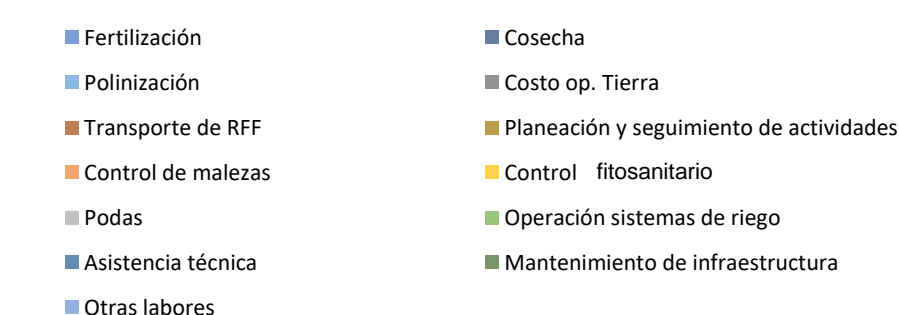 Fertilización
Cosecha
Polinización
Costo op. Tierra
Transporte de RFF
Planeación y seguimiento de actividades
Control de malezas
Control fitosanitario
Podas
Operación sistemas de riego
Asistencia técnica
Mantenimiento de infraestructura
Otras labores